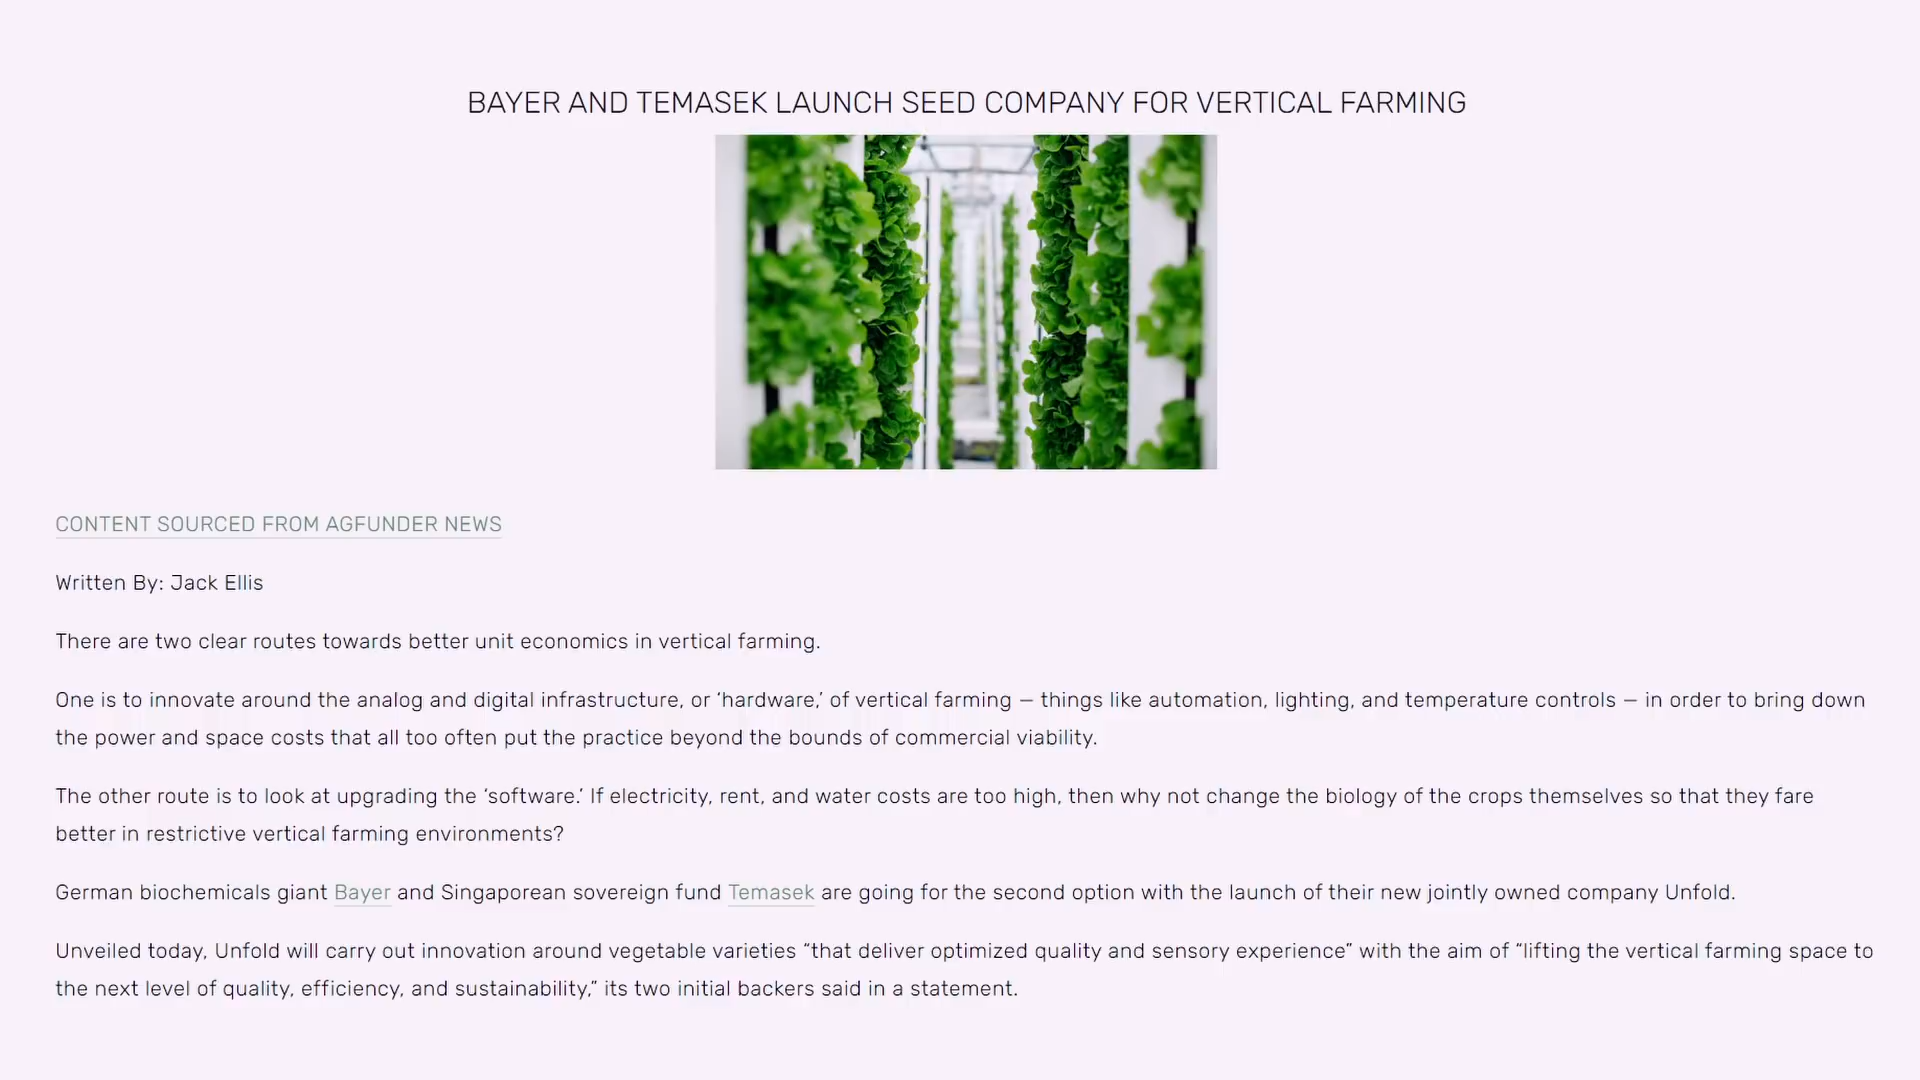 BAYER AND TEMASEK LAUNCH SEED COMPANY FOR VERTICAL FARMING
CONTENT SOURCED FROM AGFUNDER NEWS
Written By: Jack Ellis
There are two clear routes towards better unit economics in vertical farming.
One is to innovate around the analog and digital infrastructure, or ‘hardware,’ of vertical farming — things like automation, lighting, and temperature controls — in order to bring down
the power and space costs that all too often put the practice beyond the bounds of commercial viability.
The other route is to look at upgrading the ‘software.’ If electricity, rent, and water costs are too high, then why not change the biology of the crops themselves so that they fare
better in restrictive vertical farming environments?
German biochemicals giant Bayer and Singaporean sovereign fund Temasek are going for the second option with the launch of their new jointly owned company Unfold.
Unveiled today, Unfold will carry out innovation around vegetable varieties “that deliver optimized quality and sensory experience” with the aim of “lifting the vertical farming space to
the next level of quality, efficiency, and sustainability,” its two initial backers said in a statement.